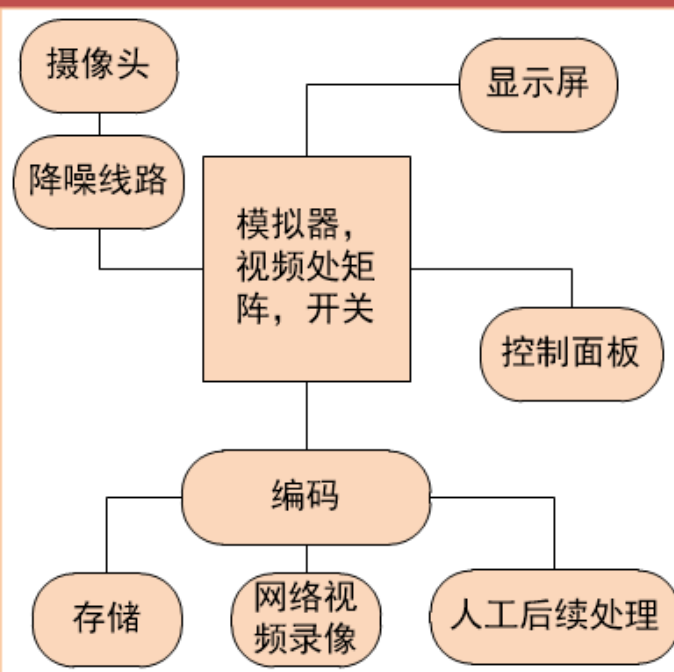 摄像头
显示屏
降噪线路
模拟器，
视频处矩
阵，开关
控制面板
编码
存储
网络视
频录像
人工后续处理